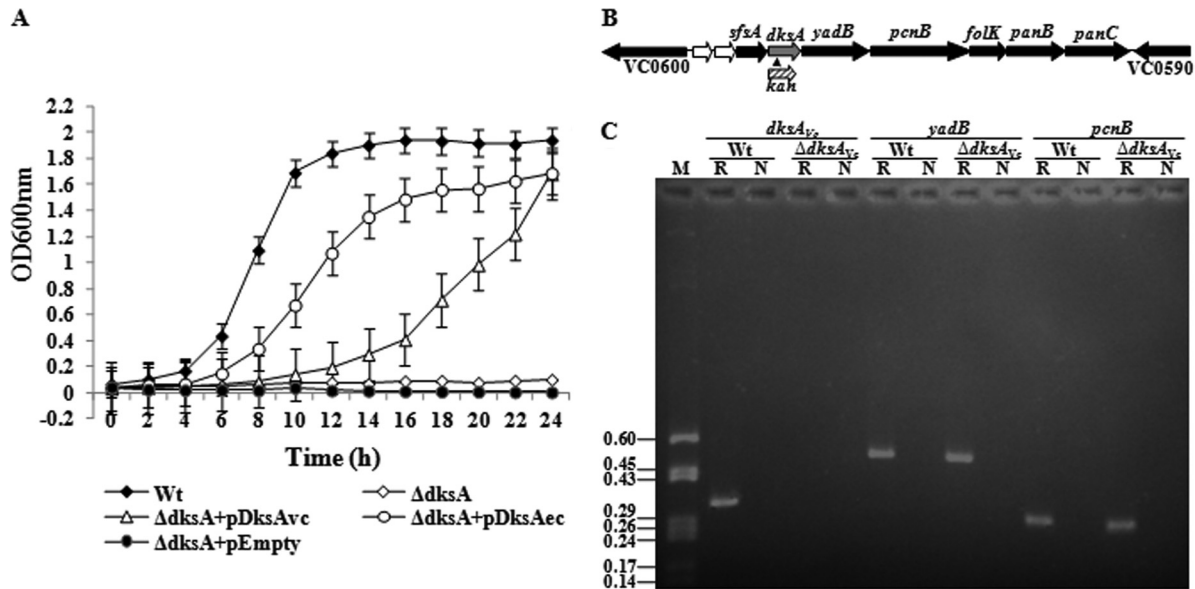 A
OD600nm
2.2
2
1.8
1.6
1.4
1.2
1
0.8
0.6
0.4
0.2
0
-0.2
0 2 4 6 8 10 12 14 16 18 20 22 24
Time (h)
Wt
ΔdksA
ΔdksA+pDksAvc
ΔdksA+pDksAec
ΔdksA+pEmpty
B
sfsA dksA yadB pcnB folK panB panC
VC0600 VC0590
kan
C
dksAVc yadB pcnB
Wt ΔdksAVc Wt ΔdksAVc Wt ΔdksAVc
M R N R N R N R N R N R N
0.60
0.45
0.43
0.29
0.26
0.24
0.17
0.14